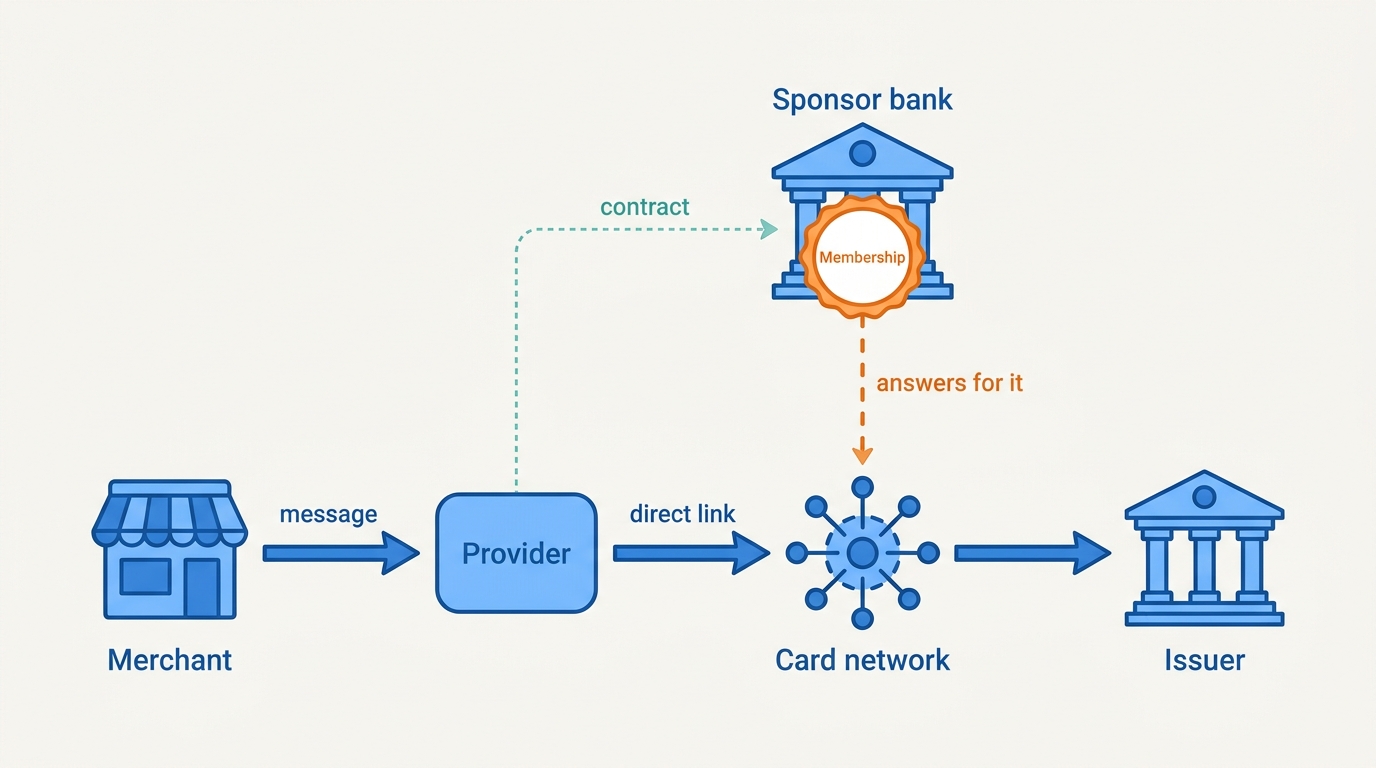 Sponsor bank
contract
Membership
answers for it
message
Provider
direct link
Merchant
Card network
Issuer